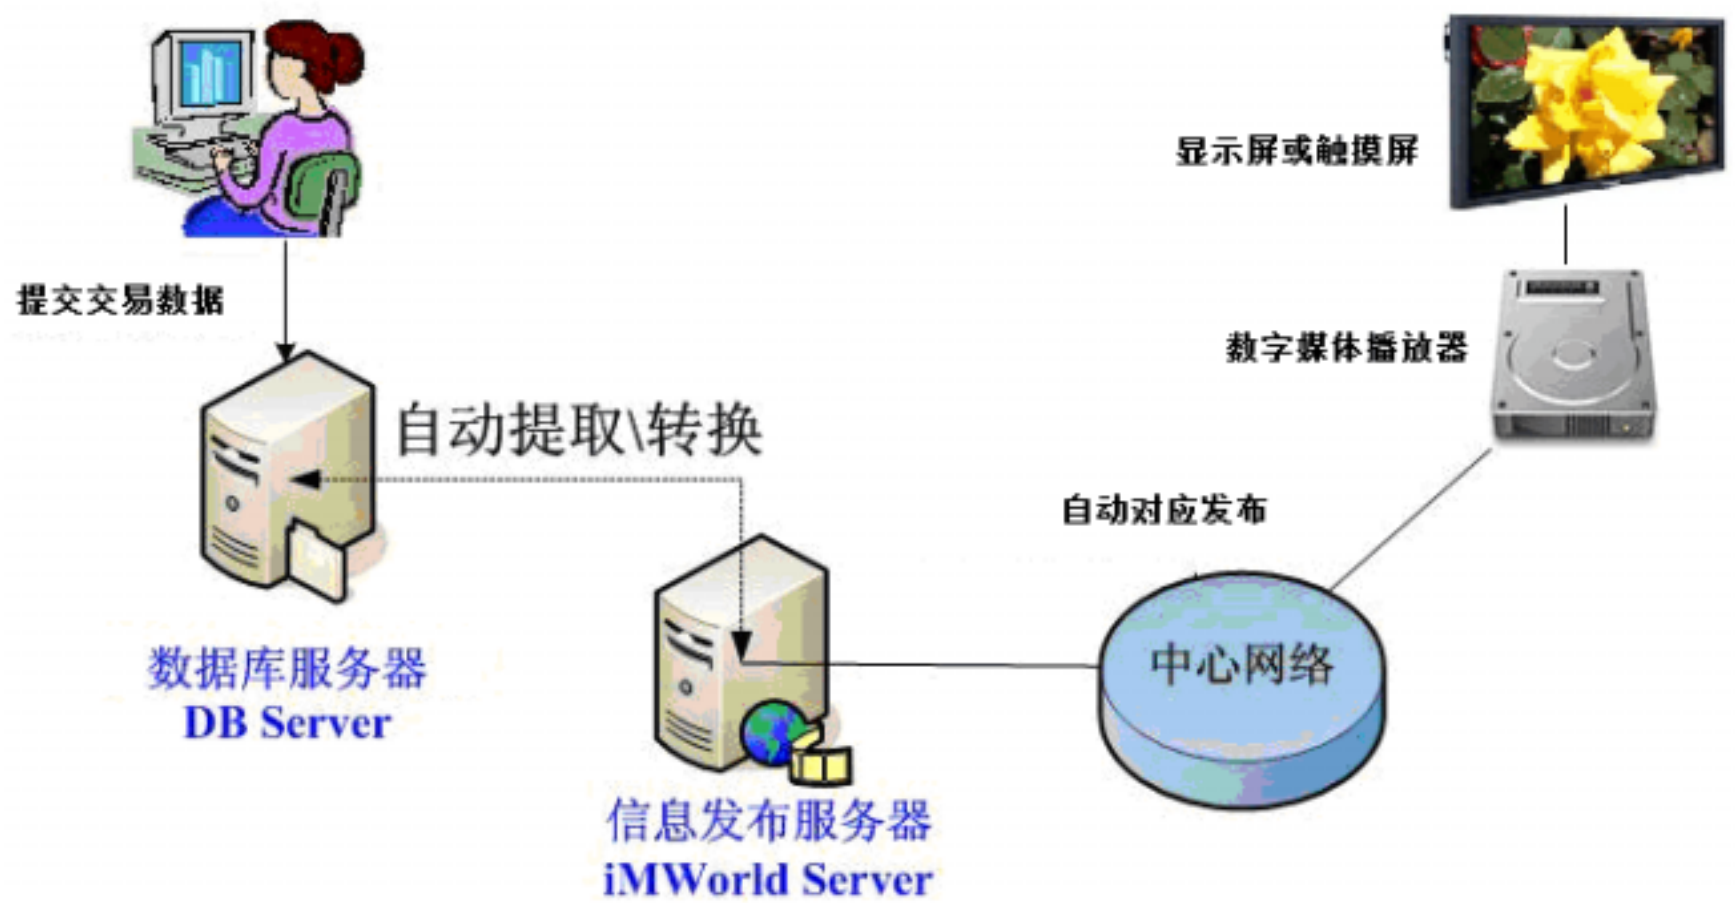 显示屏或触摸屏
提交交易数据
数字媒体播放器
自动提取\转换
自动对应发布
中心网络
数据库服务器
DB Server
信息发布服务器
iMWorld Server